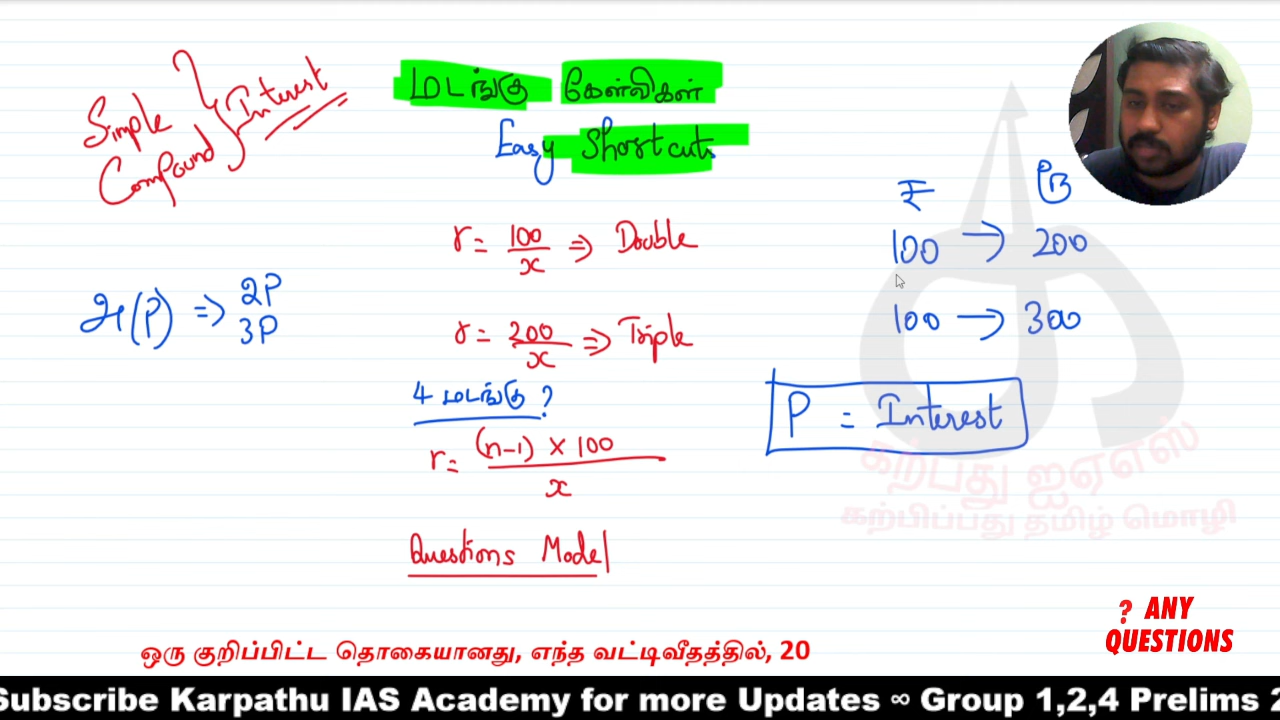 Simple
Compound } Interest
மடங்கு கேள்விகள்
Easy Shortcuts
r = 100/x ⇒ Double
அ(P) ⇒ 2P
3P
r = 200/x ⇒ Triple
4 மடங்கு ?
r = (n-1) × 100 / x
Questions Model
₹ ரூ
100 → 200
100 → 300
P = Interest
கற்பது ஐஏஎஸ்
கற்பிப்பது தமிழ் மொழி
? ANY
QUESTIONS
ஒரு குறிப்பிட்ட தொகையானது, எந்த வட்டிவீதத்தில், 20
Subscribe Karpathu IAS Academy for more Updates ∞ Group 1,2,4 Prelims 2